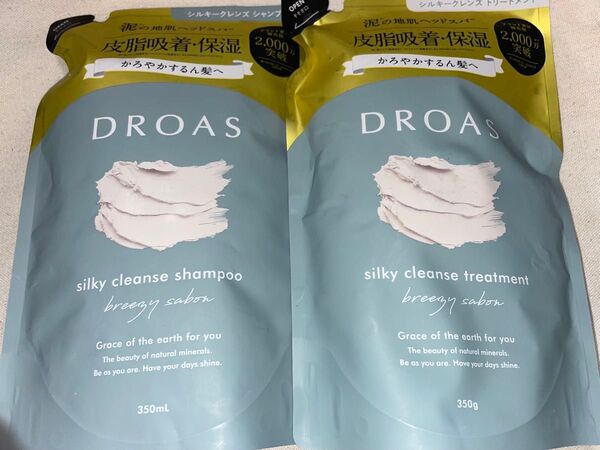 シルキークレンズ シャンプー
泥の地肌ヘッドスパ
皮脂吸着・保湿
2,000万
突破
かろやかするん髪へ
DROAS
silky cleanse shampoo
breezy sabon
Grace of the earth for you
The beauty of natural minerals.
Be as you are. Have your days shine.
350mL
OPEN
シルキークレンズ トリートメント
泥の地肌ヘッドスパ
皮脂吸着・保湿
2,000万
突破
かろやかするん髪へ
DROAS
silky cleanse treatment
breezy sabon
Grace of the earth for you
The beauty of natural minerals.
Be as you are. Have your days shine.
350g